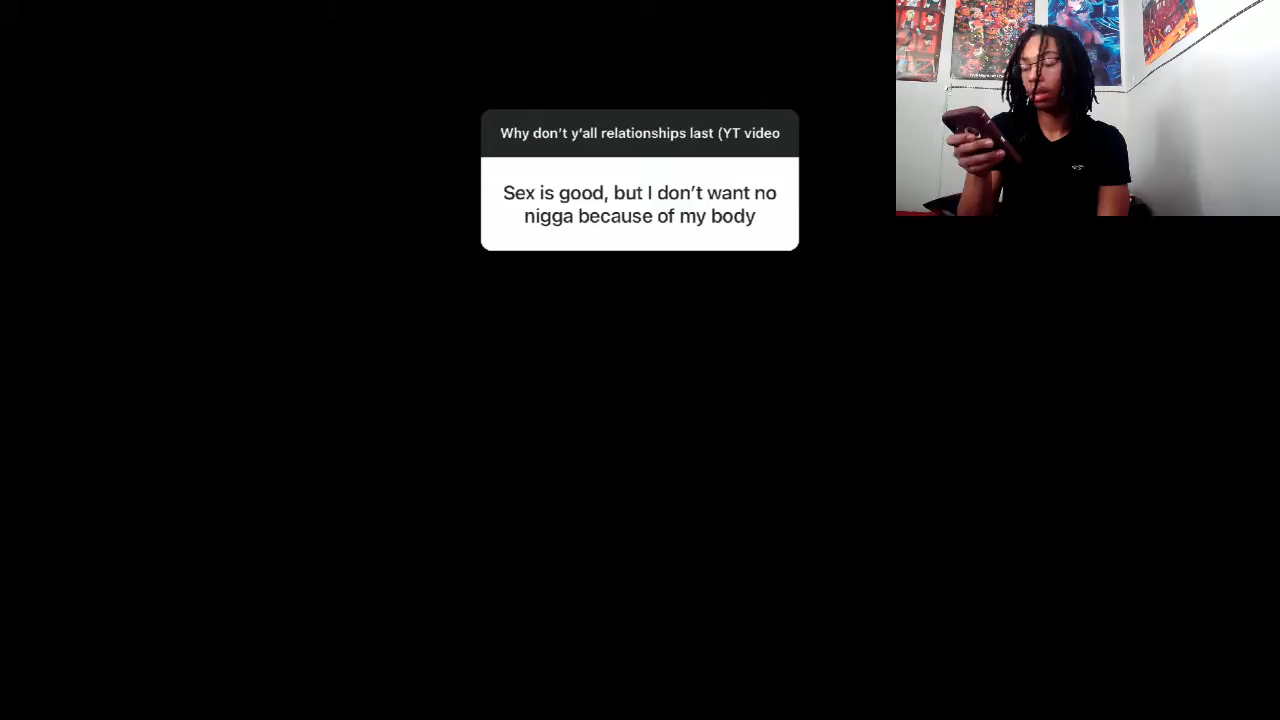 Why don't y'all relationships last (YT video
Sex is good, but I don't want no
nigga because of my body